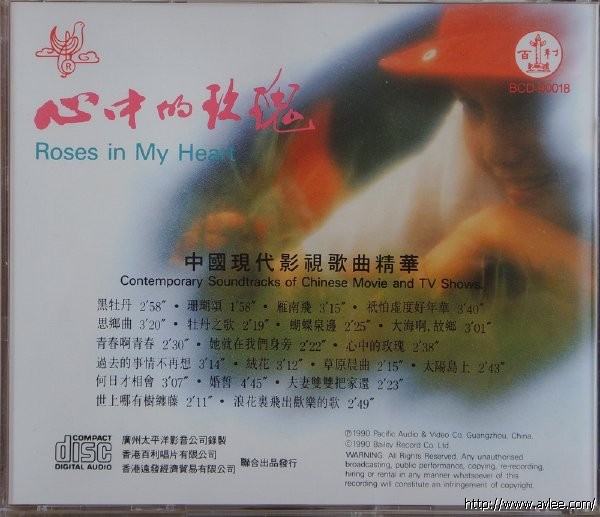 百利
唱片
BCD-90018
心中的玫瑰
Roses in My Heart
中國現代影視歌曲精華
Contemporary Soundtracks of Chinese Movie and TV Shows.
黑牡丹 2'58" · 珊瑚頌 1'58" · 雁南飛 3'15" · 祇怕虛度好年華 3'40"
思鄉曲 3'20" · 牡丹之歌 2'19" · 蝴蝶泉邊 2'25" · 大海啊,故鄉 3'01"
青春啊青春 2'30" · 她就在我們身旁 2'22" · 心中的玫瑰 2'38"
過去的事情不再想 3'14" · 絨花 3'12" · 草原晨曲 2'15" · 太陽島上 2'43"
何日才相會 3'07" · 婚誓 4'45" · 夫妻雙雙把家還 2'23"
世上哪有樹纏藤 2'11" · 浪花裏飛出歡樂的歌 2'49"
COMPACT
disc
DIGITAL AUDIO
廣州太平洋影音公司錄製
香港百利唱片有限公司
香港遠發經濟貿易有限公司
聯合出品發行
℗1990 Pacific Audio & Video Co. Guangzhou, China.
©1990 Bailey Record Co. Ltd.
WARNING: All Rights Reserved. Any unauthorised
broadcasting, public performance, copying, re-recording,
hiring or rental in any manner whatsoever of this
recording will constitute an infringement of copyright.
http://www.avlee.com/